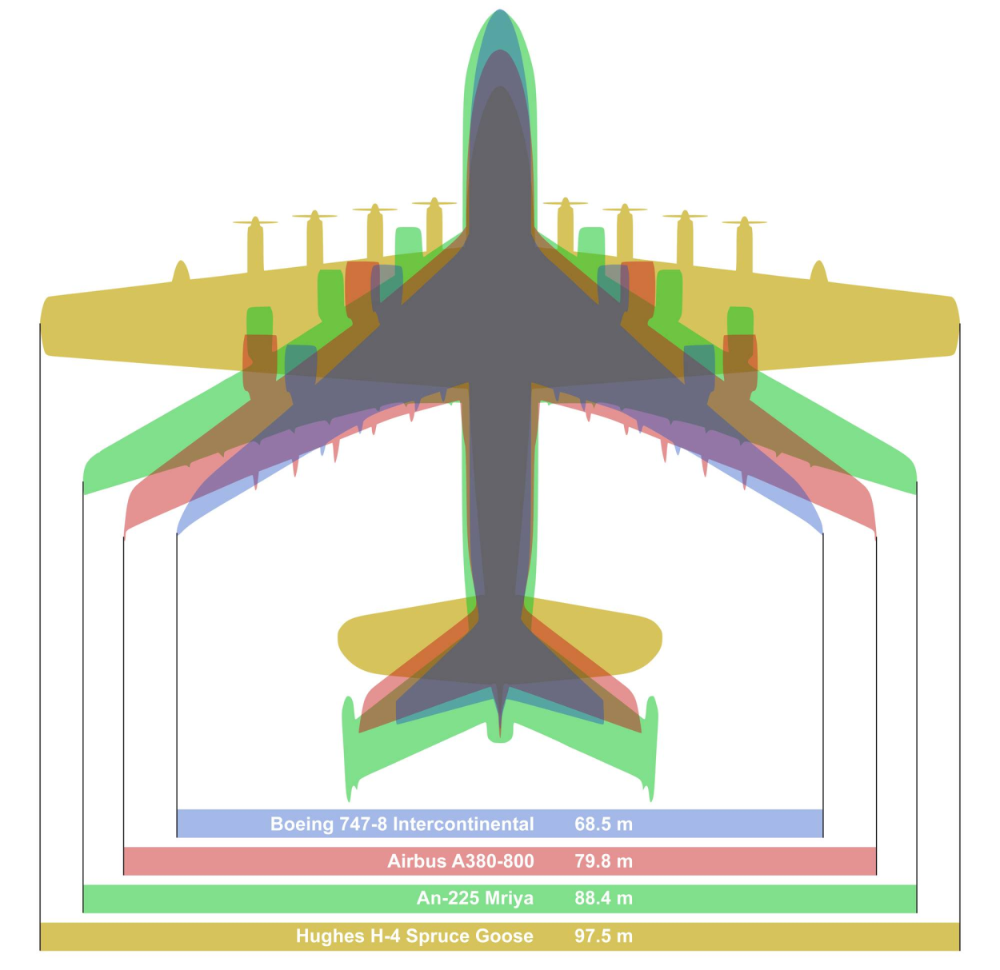 Boeing 747-8 Intercontinental 68.5 m
Airbus A380-800 79.8 m
An-225 Mriya 88.4 m
Hughes H-4 Spruce Goose 97.5 m